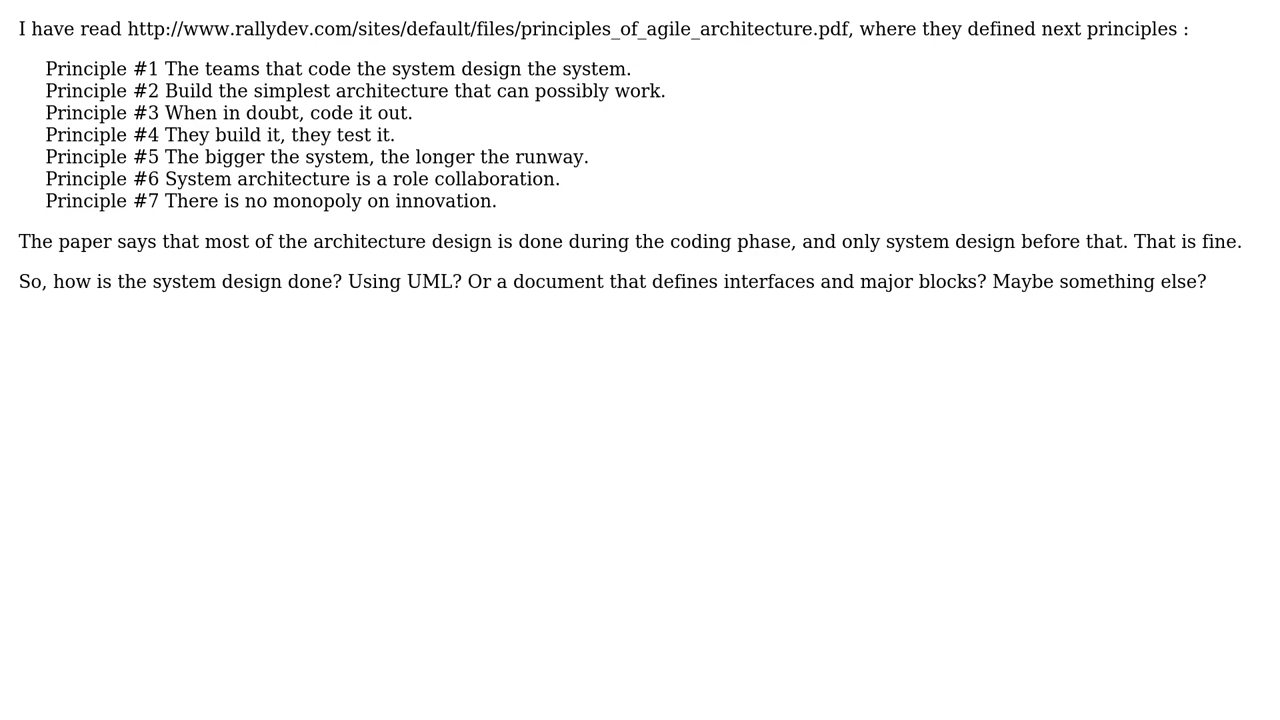 I have read http://www.rallydev.com/sites/default/files/principles_of_agile_architecture.pdf, where they defined next principles :
Principle #1 The teams that code the system design the system.
Principle #2 Build the simplest architecture that can possibly work.
Principle #3 When in doubt, code it out.
Principle #4 They build it, they test it.
Principle #5 The bigger the system, the longer the runway.
Principle #6 System architecture is a role collaboration.
Principle #7 There is no monopoly on innovation.
The paper says that most of the architecture design is done during the coding phase, and only system design before that. That is fine.
So, how is the system design done? Using UML? Or a document that defines interfaces and major blocks? Maybe something else?